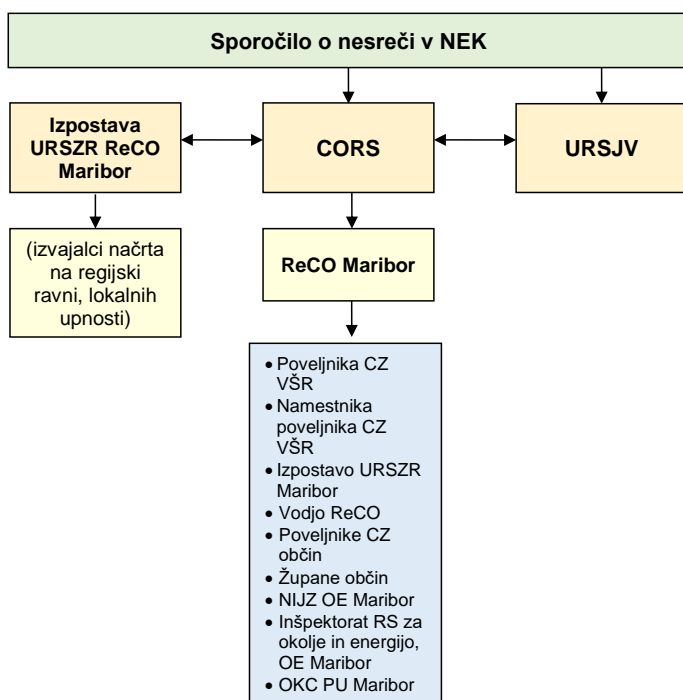 Sporočilo o nesreči v NEK
Izpostava
URSZR ReCO
Maribor
CORS
URSJV
(izvajalci načrta
na regijski
ravni, lokalnih
upnosti)
ReCO Maribor
• Poveljnika CZ
VŠR
• Namestnika
poveljnika CZ
VŠR
• Izpostavo URSZR
Maribor
• Vodjo ReCO
• Poveljnike CZ
občin
• Župane občin
• NIJZ OE Maribor
• Inšpektorat RS za
okolje in energijo,
OE Maribor
• OKC PU Maribor